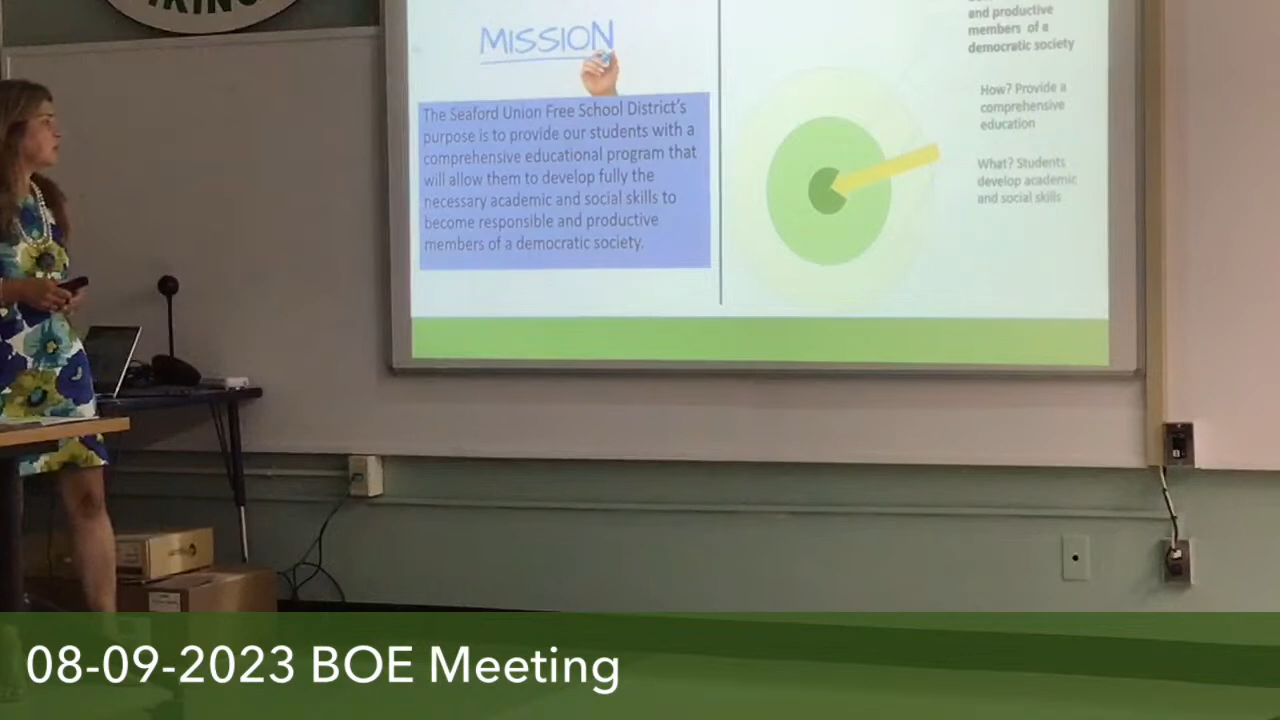 MISSION
The Seaford Union Free School District's
purpose is to provide our students with a
comprehensive educational program that
will allow them to develop fully the
necessary academic and social skills to
become responsible and productive
members of a democratic society.
and productive
members of a
democratic society
How? Provide a
comprehensive
education
What? Students
develop academic
and social skills
08-09-2023 BOE Meeting